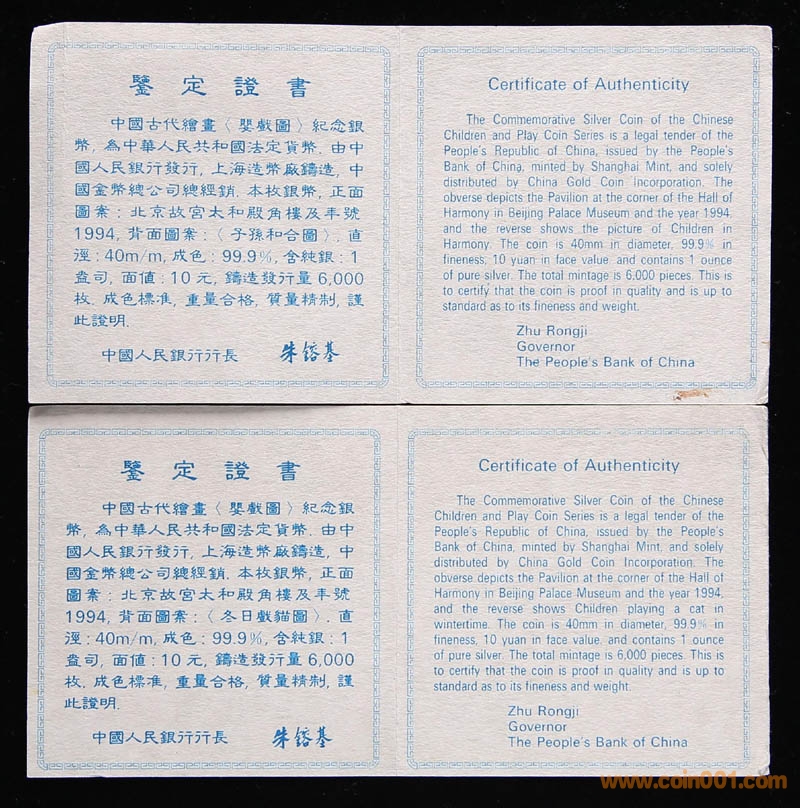 鑒定證書
中國古代繪畫〈嬰戲圖〉紀念銀
幣, 為中華人民共和國法定貨幣. 由中
國人民銀行發行, 上海造幣廠鑄造, 中
國金幣總公司總經銷. 本枚銀幣, 正面
圖案: 北京故宮太和殿角樓及年號
1994, 背面圖案:〈子孫和合圖〉. 直
徑: 40m/m, 成色: 99.9%, 含純銀: 1
盎司, 面值: 10元, 鑄造發行量6,000
枚. 成色標准, 重量合格, 質量精制, 謹
此證明.
中國人民銀行行長 朱鎔基
Certificate of Authenticity
The Commemorative Silver Coin of the Chinese
Children and Play Coin Series is a legal tender of the
People's Republic of China, issued by the People's
Bank of China, minted by Shanghai Mint, and solely
distributed by China Gold Coin Incorporation. The
obverse depicts the Pavilion at the corner of the Hall of
Harmony in Beijing Palace Museum and the year 1994,
and the reverse shows the picture of Children in
Harmony. The coin is 40mm in diameter, 99.9% in
fineness, 10 yuan in face value, and contains 1 ounce
of pure silver. The total mintage is 6,000 pieces. This is
to certify that the coin is proof in quality and is up to
standard as to its fineness and weight.
Zhu Rongji
Governor
The People's Bank of China
鑒定證書
中國古代繪畫〈嬰戲圖〉紀念銀
幣, 為中華人民共和國法定貨幣. 由中
國人民銀行發行, 上海造幣廠鑄造, 中
國金幣總公司總經銷. 本枚銀幣, 正面
圖案: 北京故宮太和殿角樓及年號
1994, 背面圖案:〈冬日戲貓圖〉. 直
徑: 40m/m, 成色: 99.9%, 含純銀: 1
盎司, 面值: 10元, 鑄造發行量6,000
枚. 成色標准, 重量合格, 質量精制, 謹
此證明.
中國人民銀行行長 朱鎔基
Certificate of Authenticity
The Commemorative Silver Coin of the Chinese
Children and Play Coin Series is a legal tender of the
People's Republic of China, issued by the People's
Bank of China, minted by Shanghai Mint, and solely
distributed by China Gold Coin Incorporation. The
obverse depicts the Pavilion at the corner of the Hall of
Harmony in Beijing Palace Museum and the year 1994,
and the reverse shows Children playing a cat in
wintertime. The coin is 40mm in diameter, 99.9% in
fineness, 10 yuan in face value, and contains 1 ounce
of pure silver. The total mintage is 6,000 pieces. This is
to certify that the coin is proof in quality and is up to
standard as to its fineness and weight.
Zhu Rongji
Governor
The People's Bank of China
www.coin001.com